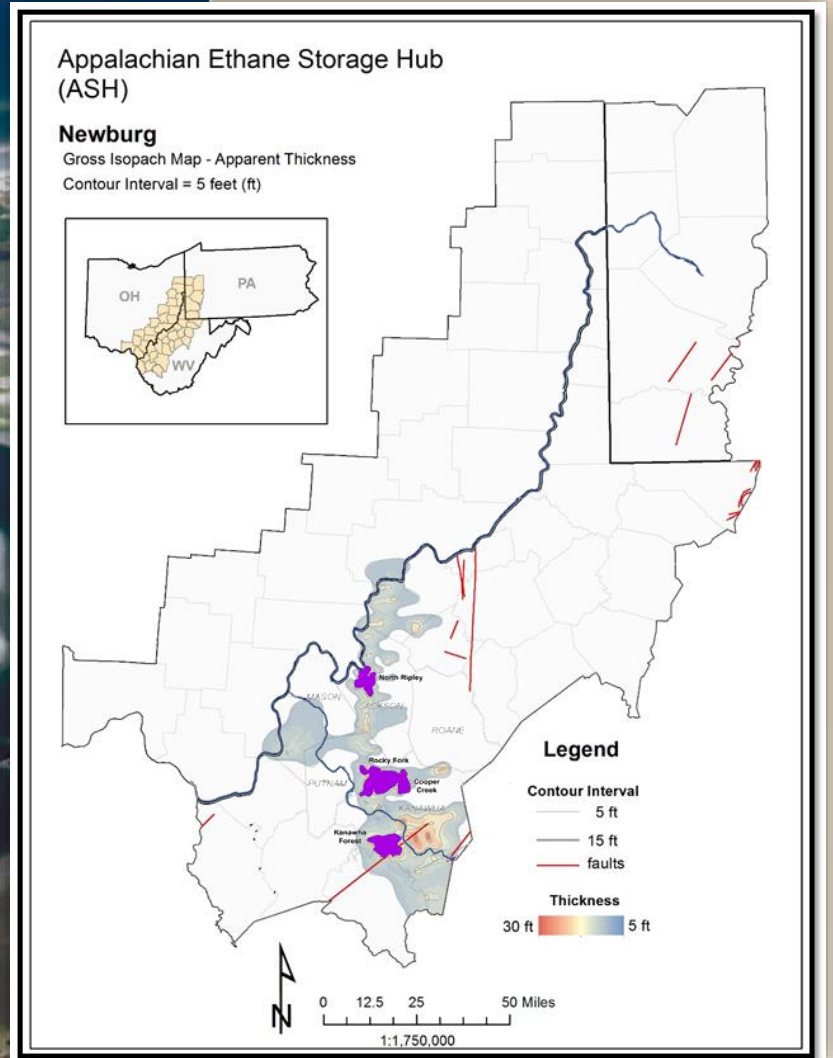 Appalachian Ethane Storage Hub
(ASH)
Newburg
Gross Isopach Map - Apparent Thickness
Contour Interval = 5 feet (ft)
OH
PA
WV
North Ripley
MASON
JACKSON
ROANE
Rocky Fork
Cooper
Creek
PUTNAM
KANAWHA
Kanawha
Forest
Legend
Contour Interval
5 ft
15 ft
faults
Thickness
30 ft
5 ft
N
0 12.5 25 50 Miles
1:1,750,000